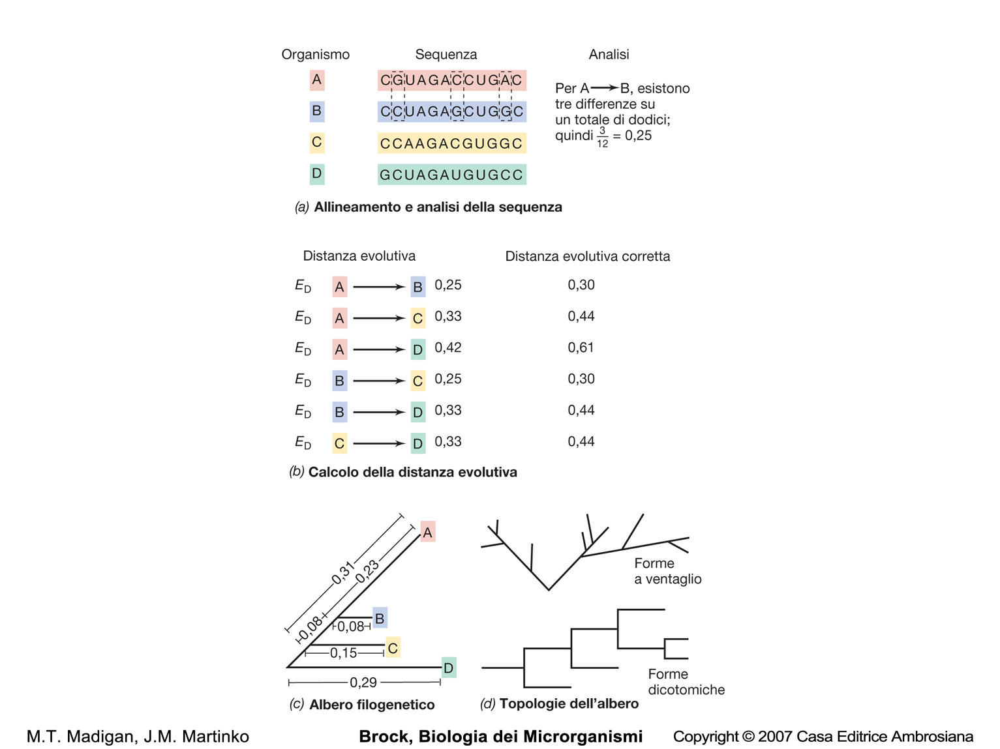 Organismo Sequenza Analisi
A CGUAGACCUGAC
Per A → B, esistono
tre differenze su
un totale di dodici;
quindi 3/12 = 0,25
B CCUAGAGCUGGC
C CCAAGACGUGGC
D GCUAGAUGUGCC
(a) Allineamento e analisi della sequenza
Distanza evolutiva Distanza evolutiva corretta
ED A → B 0,25 0,30
ED A → C 0,33 0,44
ED A → D 0,42 0,61
ED B → C 0,25 0,30
ED B → D 0,33 0,44
ED C → D 0,33 0,44
(b) Calcolo della distanza evolutiva
A
0,31
0,23
0,08
B
0,08
C
0,15
D
0,29
(c) Albero filogenetico
Forme
a ventaglio
Forme
dicotomiche
(d) Topologie dell'albero
M.T. Madigan, J.M. Martinko Brock, Biologia dei Microrganismi Copyright © 2007 Casa Editrice Ambrosiana